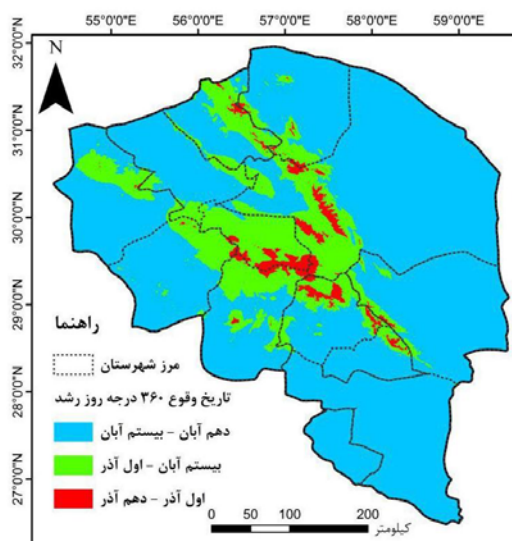 55°0'0"E 56°0'0"E 57°0'0"E 58°0'0"E 59°0'0"E
N
32°0'0"N
31°0'0"N
30°0'0"N
29°0'0"N
28°0'0"N
27°0'0"N
راهنما
مرز شهرستان
تاریخ وقوع ۳۶۰ درجه روز رشد
دهم آبان - بیستم آبان
بیستم آبان - اول آذر
اول آذر - دهم آذر
0 50 100 200
کیلومتر